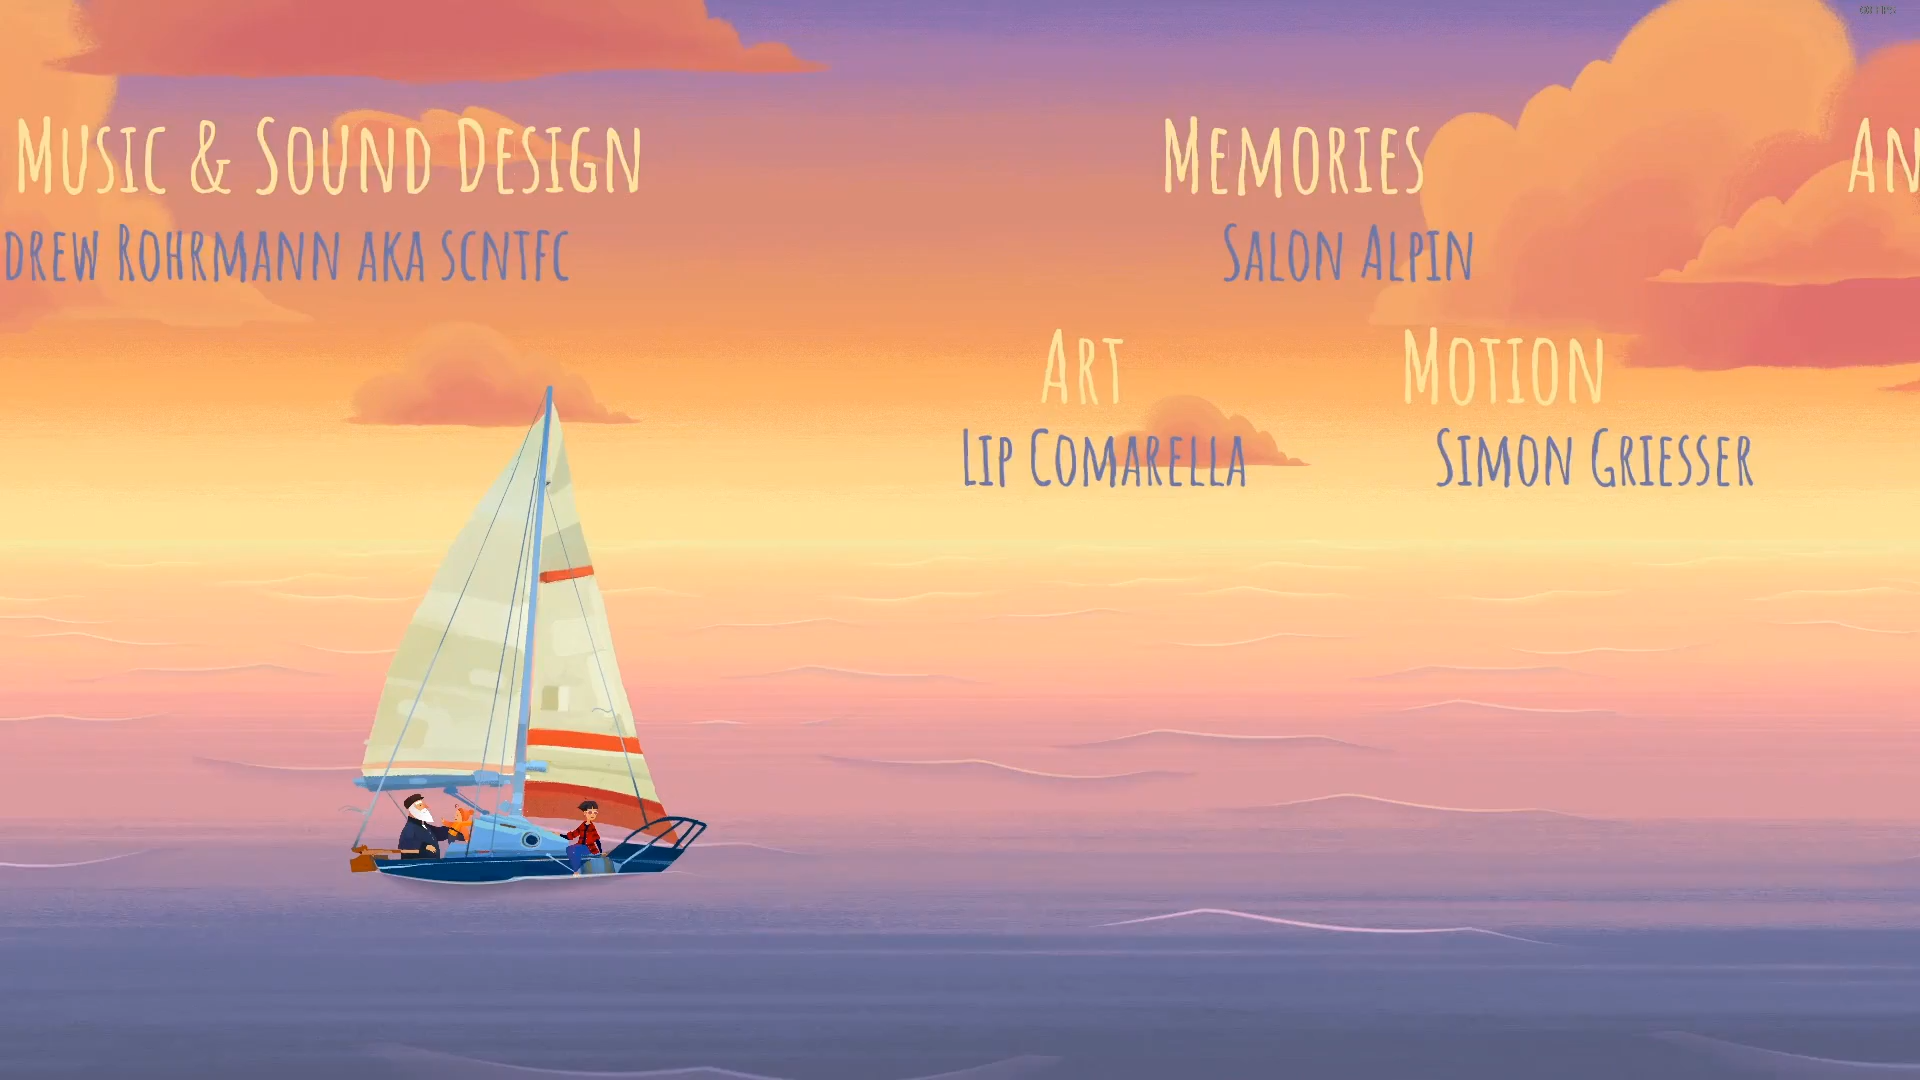 Music & Sound Design
drew Rohrmann aka scntfc
Memories
Salon Alpin
Art
Lip Comarella
Motion
Simon Griesser
An